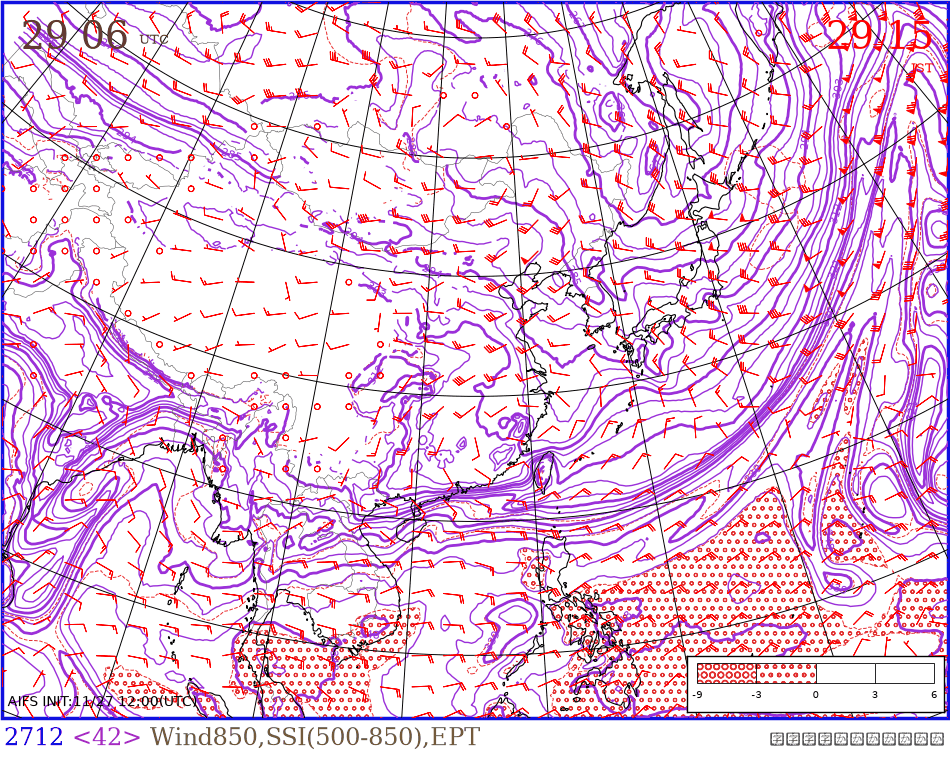 29 06 UTC
29 15 JST
-9 -3 0 3 6
AIFS INIT:11/27 12:00(UTC)
2712 <42> Wind850,SSI(500-850),EPT